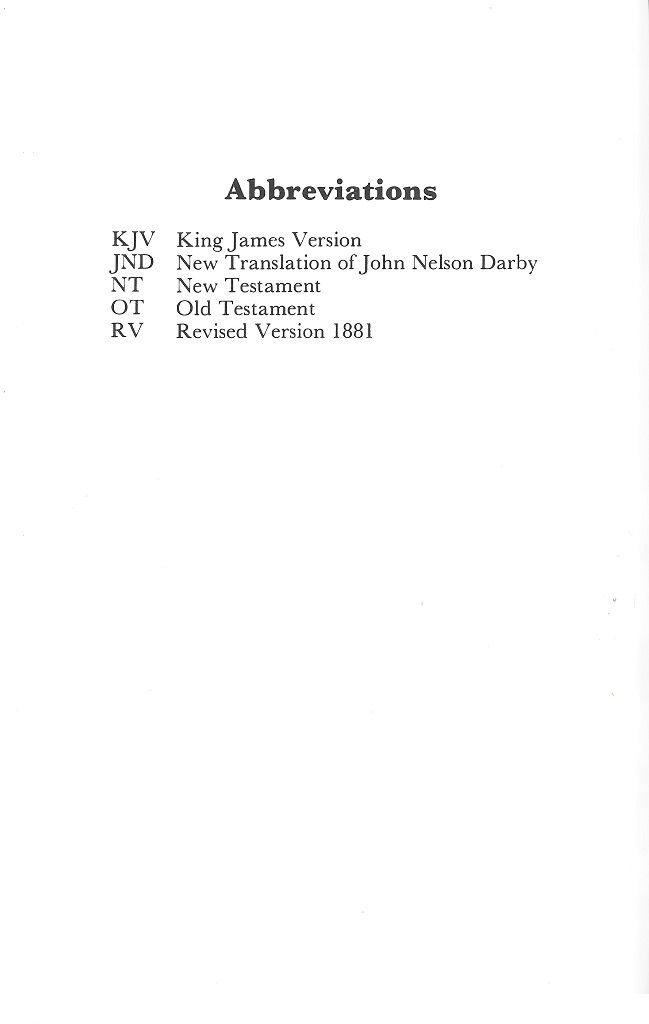 Abbreviations
KJV King James Version
JND New Translation of John Nelson Darby
NT New Testament
OT Old Testament
RV Revised Version 1881